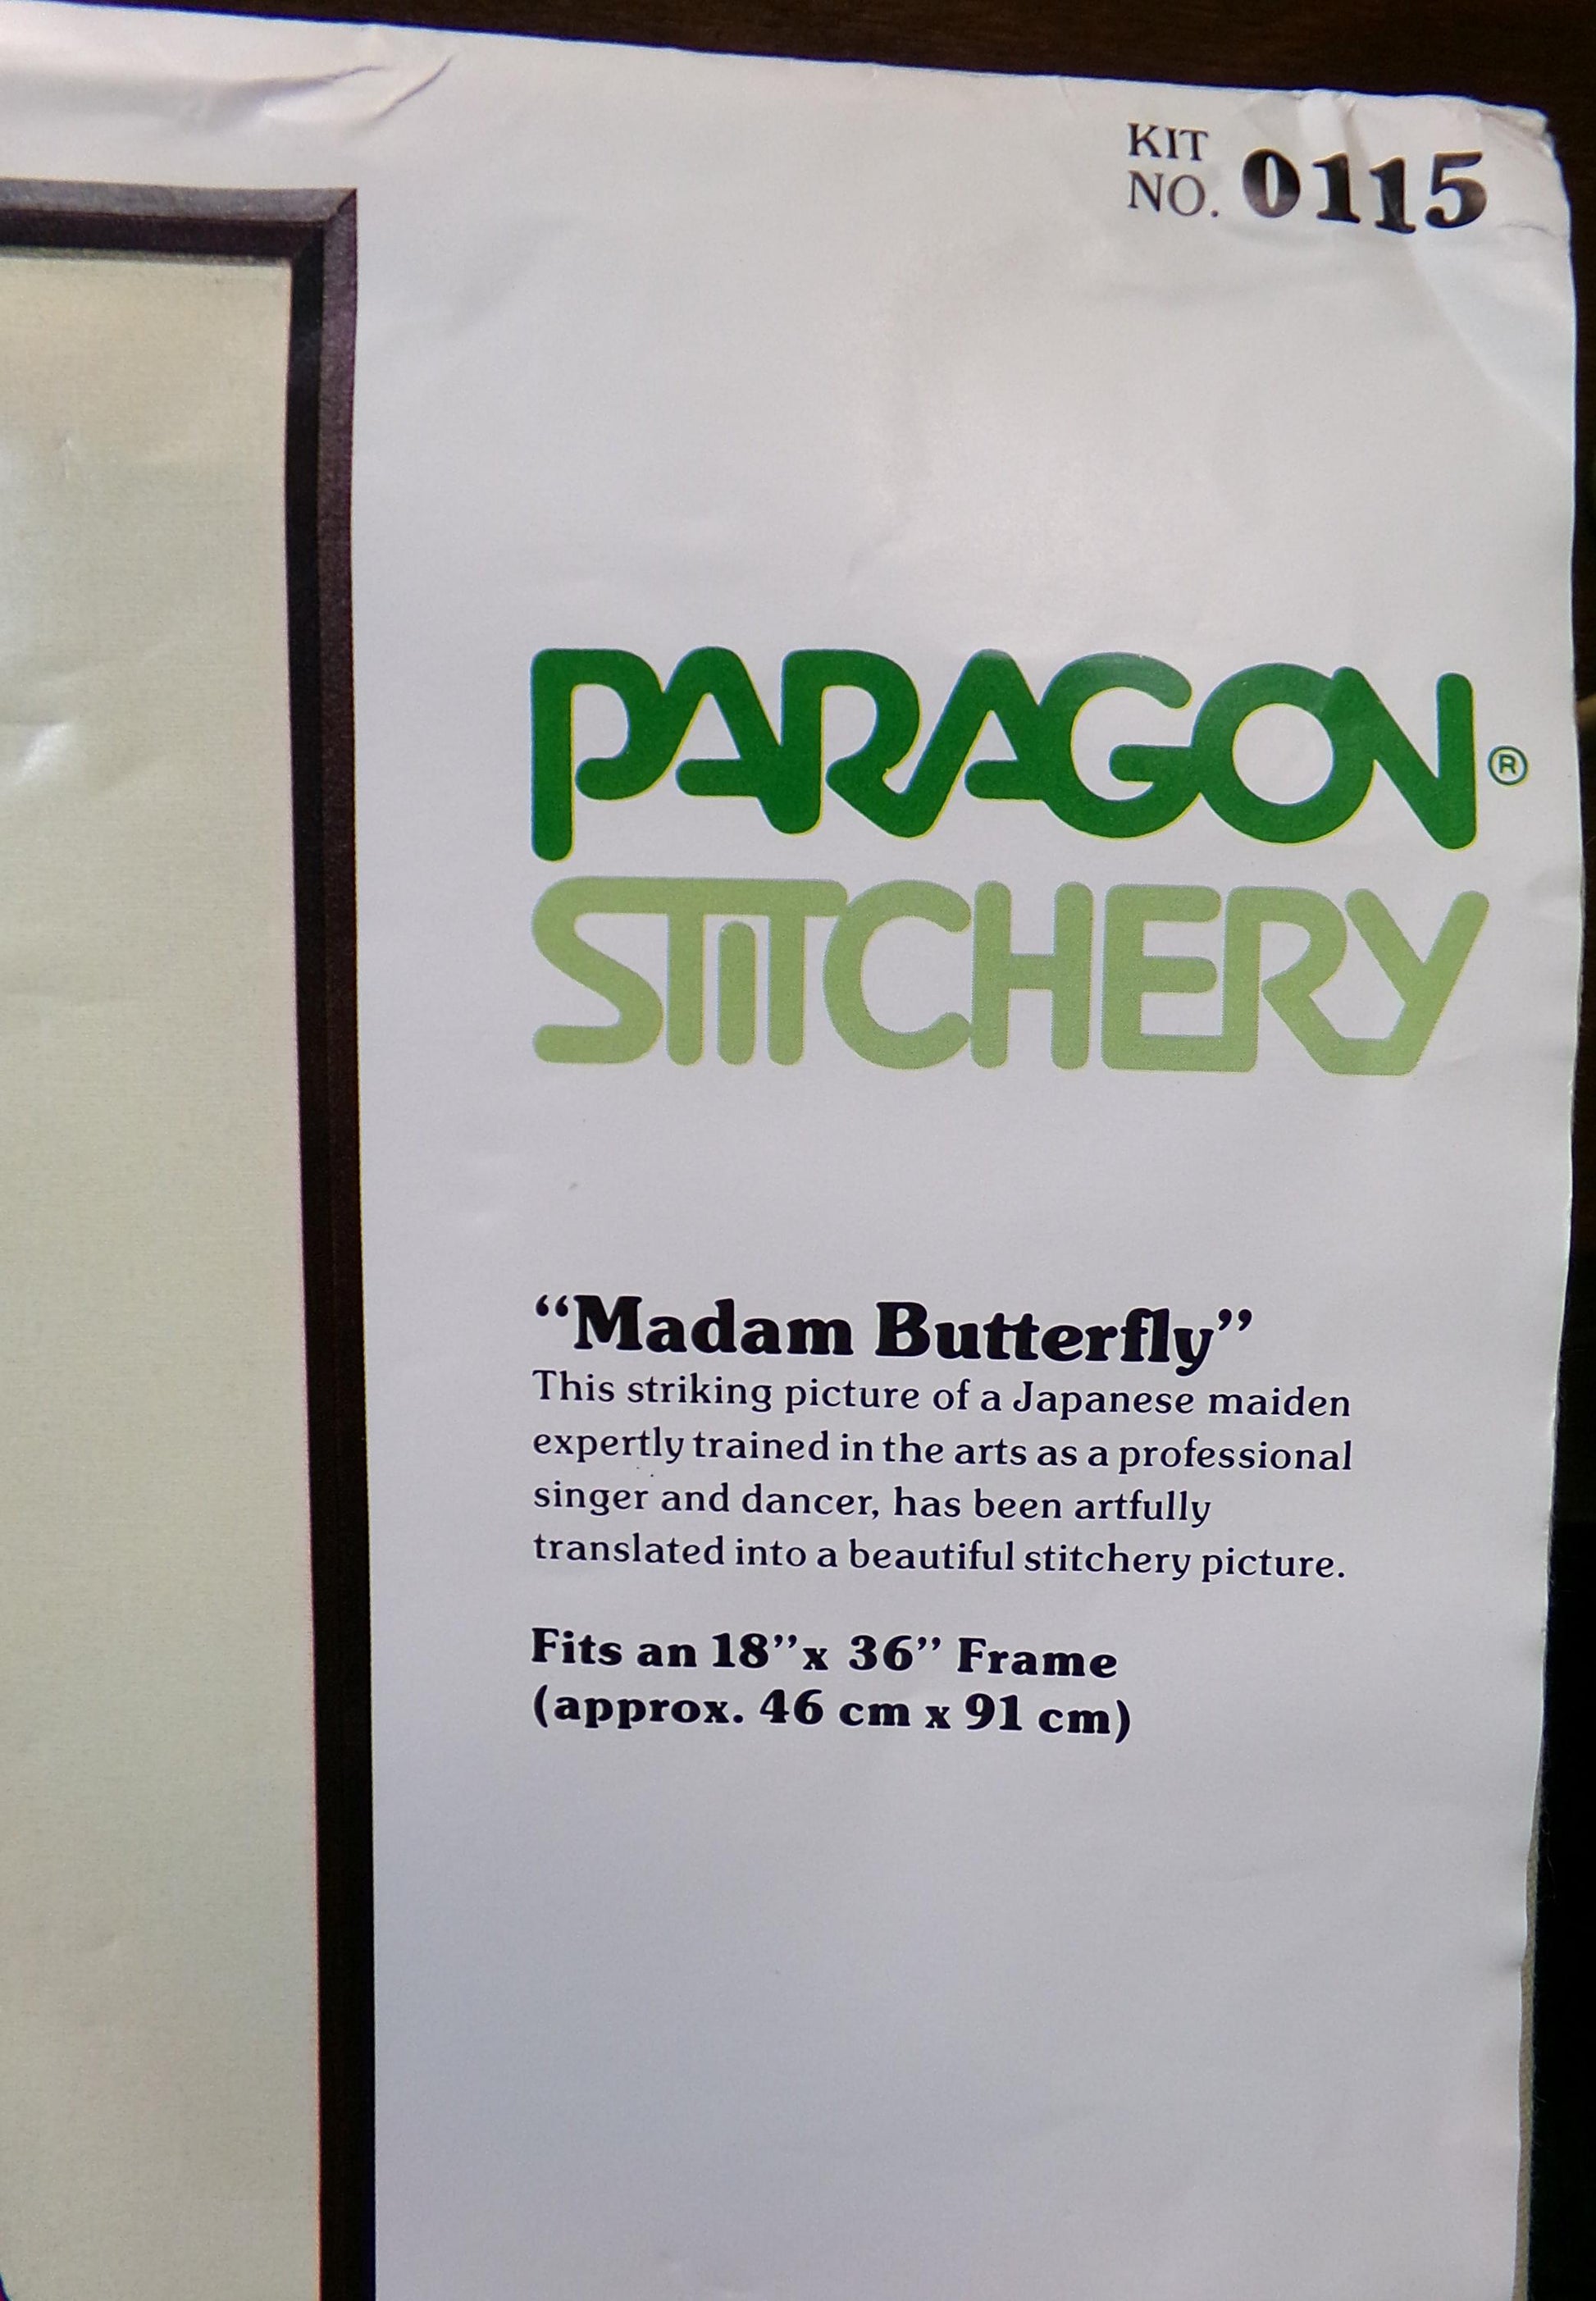 KIT
NO. 0115
PARAGON®
STITCHERY
“Madam Butterfly”
This striking picture of a Japanese maiden
expertly trained in the arts as a professional
singer and dancer, has been artfully
translated into a beautiful stitchery picture.
Fits an 18”x 36” Frame
(approx. 46 cm x 91 cm)